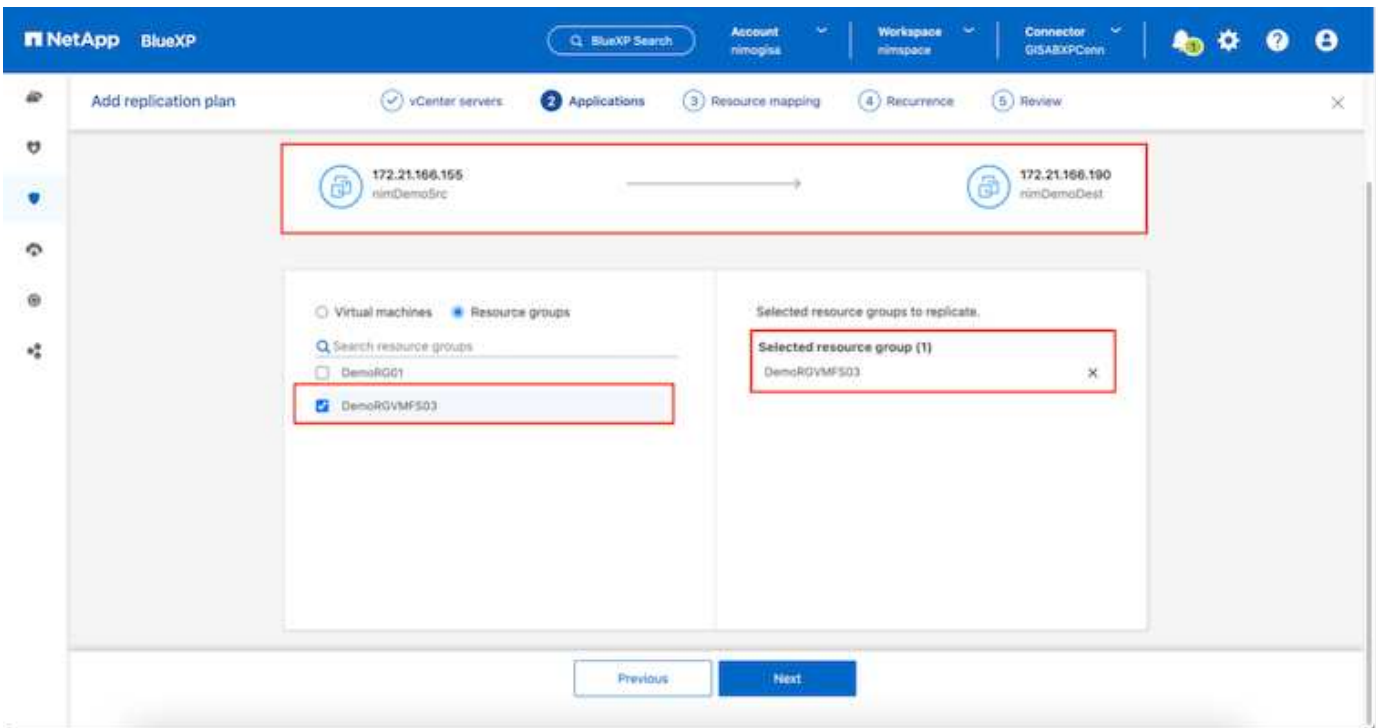 NetApp BlueXP
BlueXP Search
Account
nimogisa
Workspace
nimspace
Connector
GISABXPConn
1
Add replication plan
vCenter servers
2 Applications
3 Resource mapping
4 Recurrence
5 Review
172.21.166.155
nimDemoSrc
172.21.166.190
nimDemoDest
Virtual machines
Resource groups
Search resource groups
DemoRG01
DemoRGVMFS03
Selected resource groups to replicate.
Selected resource group (1)
DemoRGVMFS03
Previous
Next